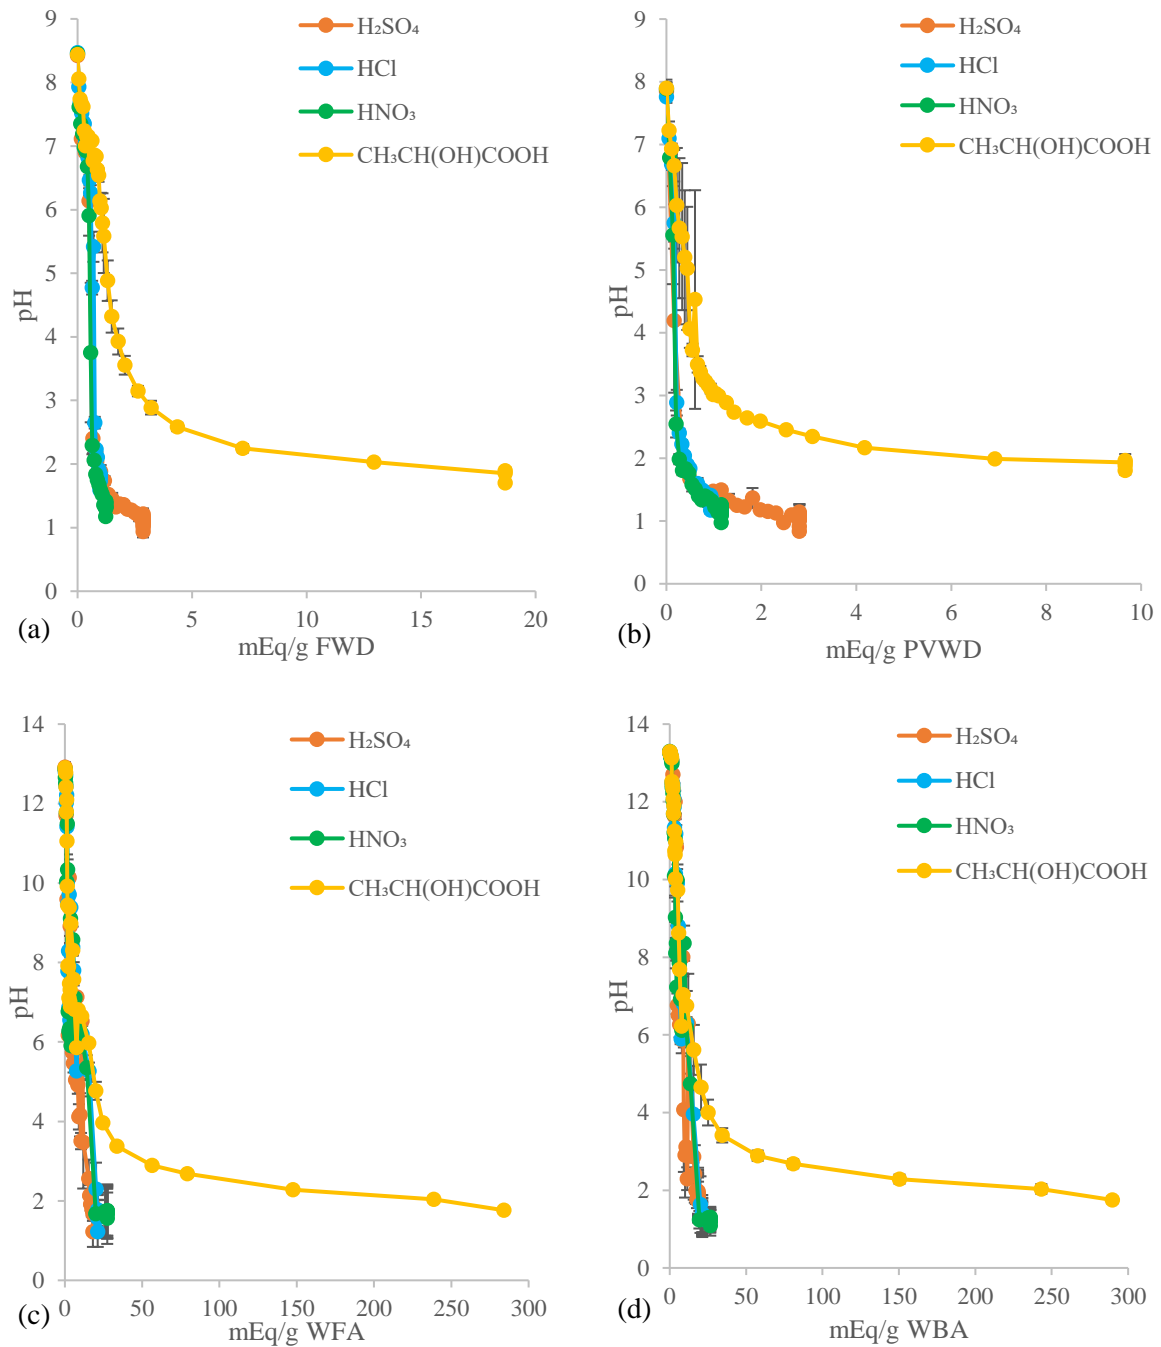 9
8
7
6
5
4
3
2
1
0
pH
H₂SO₄
HCl
HNO₃
CH₃CH(OH)COOH
0 5 10 15 20
(a)
mEq/g FWD
9
8
7
6
5
4
3
2
1
0
pH
H₂SO₄
HCl
HNO₃
CH₃CH(OH)COOH
0 2 4 6 8 10
(b)
mEq/g PVWD
14
12
10
8
6
4
2
0
pH
H₂SO₄
HCl
HNO₃
CH₃CH(OH)COOH
0 50 100 150 200 250 300
(c)
mEq/g WFA
14
12
10
8
6
4
2
0
pH
H₂SO₄
HCl
HNO₃
CH₃CH(OH)COOH
0 50 100 150 200 250 300
(d)
mEq/g WBA